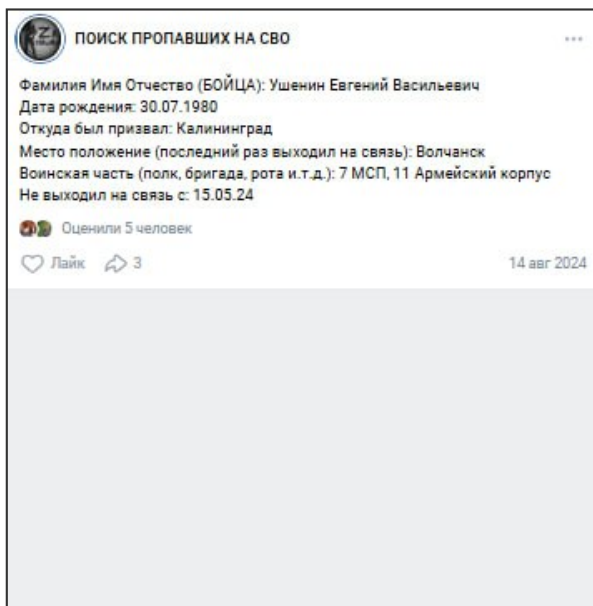 ПОИСК ПРОПАВШИХ НА СВО
Фамилия Имя Отчество (БОЙЦА): Ушенин Евгений Васильевич
Дата рождения: 30.07.1980
Откуда был призвал: Калининград
Место положение (последний раз выходил на связь): Волчанск
Воинская часть (полк, бригада, рота и.т.д.): 7 МСП, 11 Армейский корпус
Не выходил на связь с: 15.05.24
Оценили 5 человек
Лайк 3 14 авг 2024